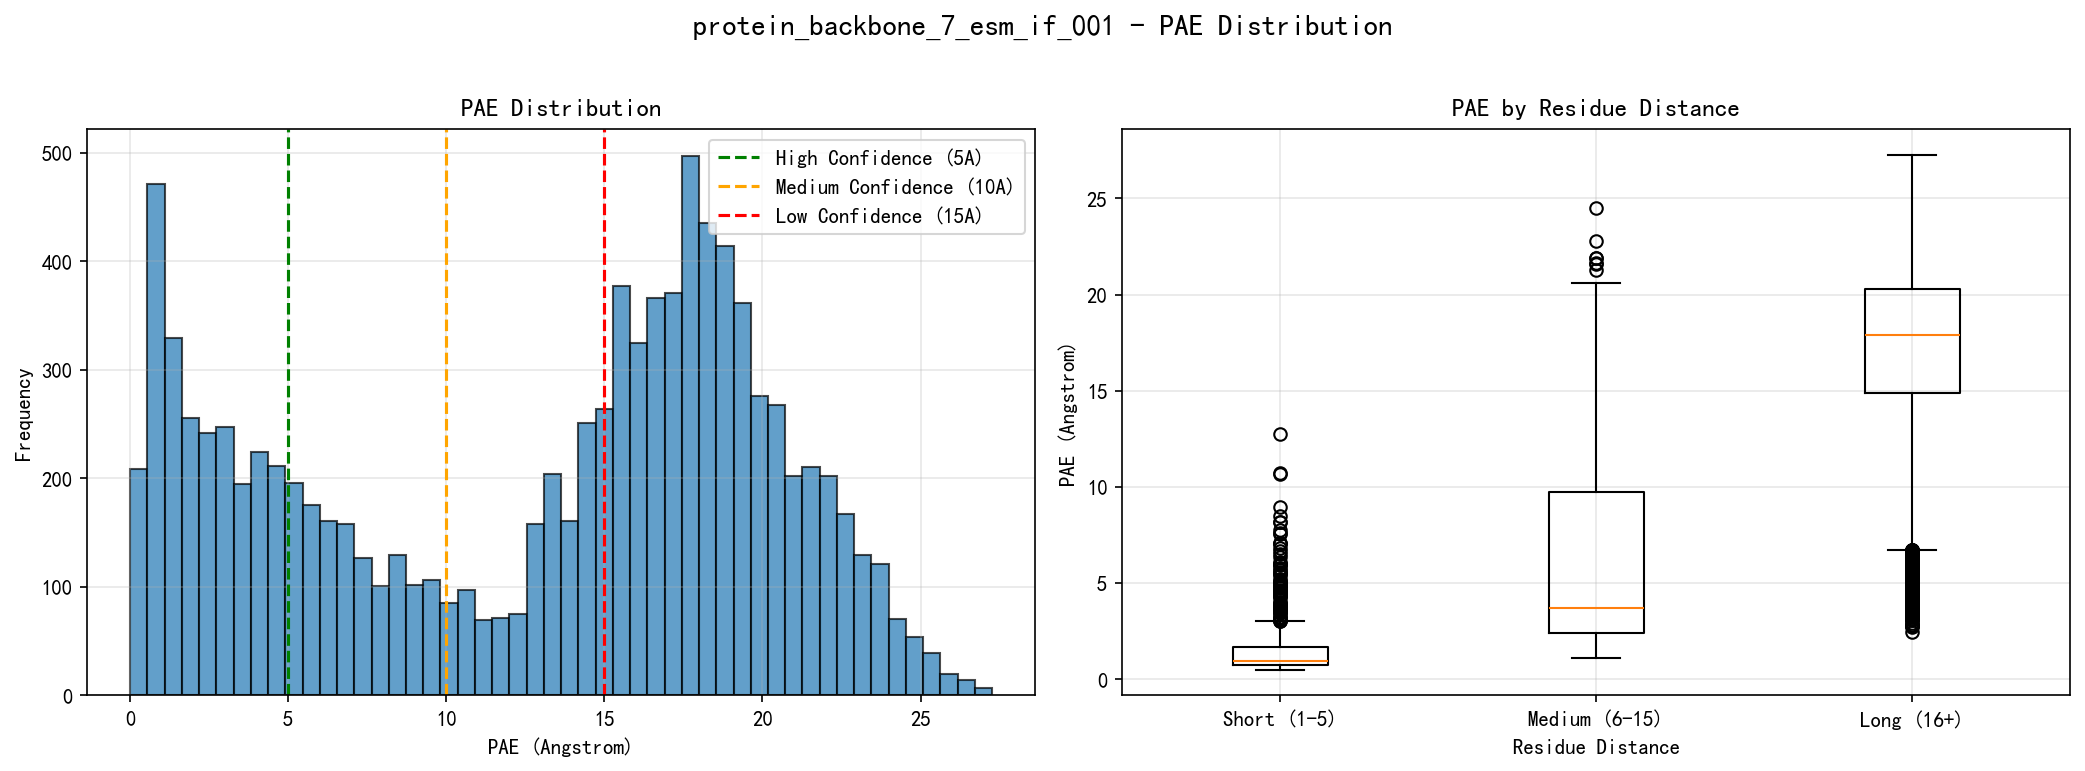 protein_backbone_7_esm_if_001 - PAE Distribution
PAE Distribution
500
400
300
200
100
0
Frequency
High Confidence (5A)
Medium Confidence (10A)
Low Confidence (15A)
0 5 10 15 20 25
PAE (Angstrom)
PAE by Residue Distance
25
20
15
10
5
0
PAE (Angstrom)
Short (1-5) Medium (6-15) Long (16+)
Residue Distance